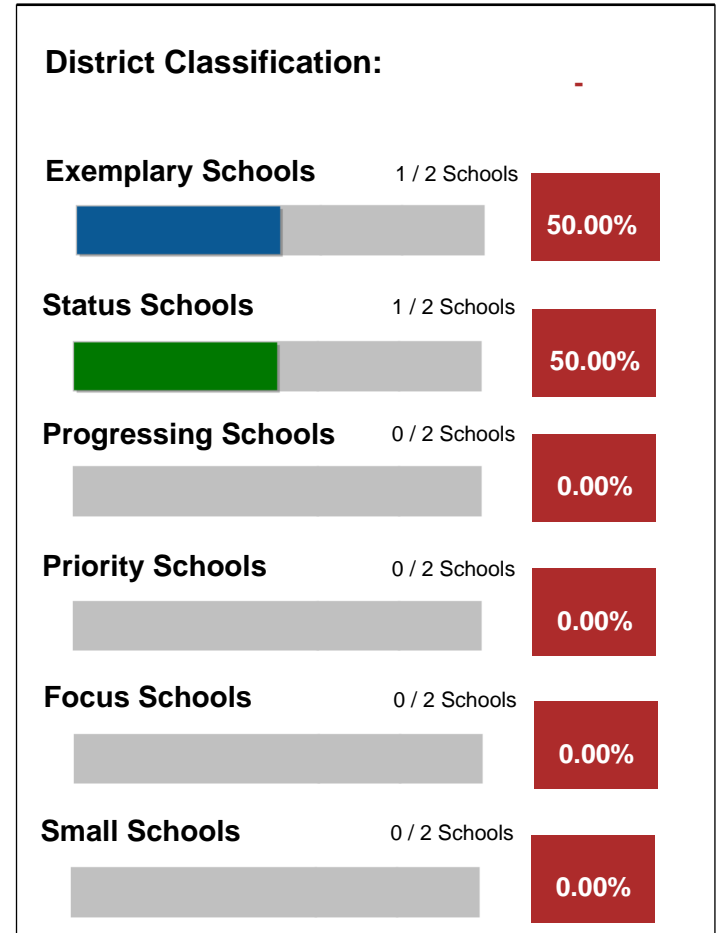 District Classification:
-
Exemplary Schools 1 / 2 Schools
50.00%
Status Schools 1 / 2 Schools
50.00%
Progressing Schools 0 / 2 Schools
0.00%
Priority Schools 0 / 2 Schools
0.00%
Focus Schools 0 / 2 Schools
0.00%
Small Schools 0 / 2 Schools
0.00%